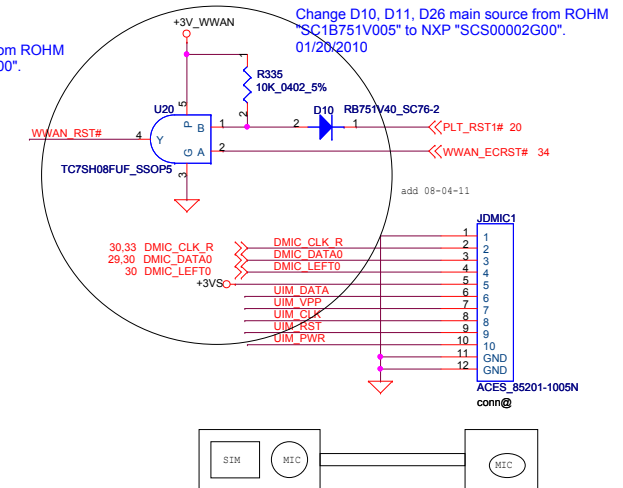 Change D10, D11, D26 main source from ROHM
"SC1B751V005" to NXP "SCS00002G00".
01/20/2010
om ROHM
00".
+3V_WWAN
1
R335
10K_0402_5%
2
U20
5
P
B
1
2
D10
RB751V40_SC76-2
1
PLT_RST1# 20
WWAN_RST#
4
Y
G
A
2
WWAN_ECRST# 34
3
TC7SH08FUF_SSOP5
add 08-04-11
JDMIC1
1 1
30,33 DMIC_CLK_R DMIC_CLK_R 2 2
29,30 DMIC_DATA0 DMIC_DATA0 3 3
30 DMIC_LEFT0 DMIC_LEFT0 4 4
+3VS 5 5
UIM_DATA 6 6
UIM_VPP 7 7
UIM_CLK 8 8
UIM_RST 9 9
UIM_PWR 10 10
11 GND
12 GND
ACES_85201-1005N
conn@
SIM MIC MIC